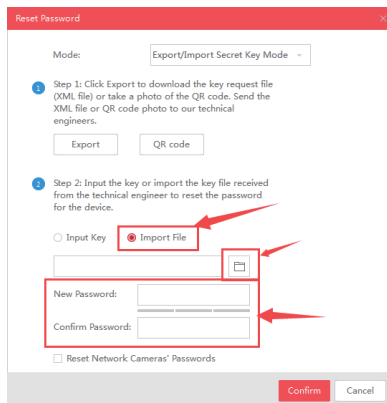 Reset Password
Mode: Export/Import Secret Key Mode
1 Step 1: Click Export to download the key request file
(XML file) or take a photo of the QR code. Send the
XML file or QR code photo to our technical
engineers.
Export QR code
2 Step 2: Input the key or import the key file received
from the technical engineer to reset the password
for the device.
Input Key Import File
New Password:
Confirm Password:
Reset Network Cameras' Passwords
Confirm Cancel